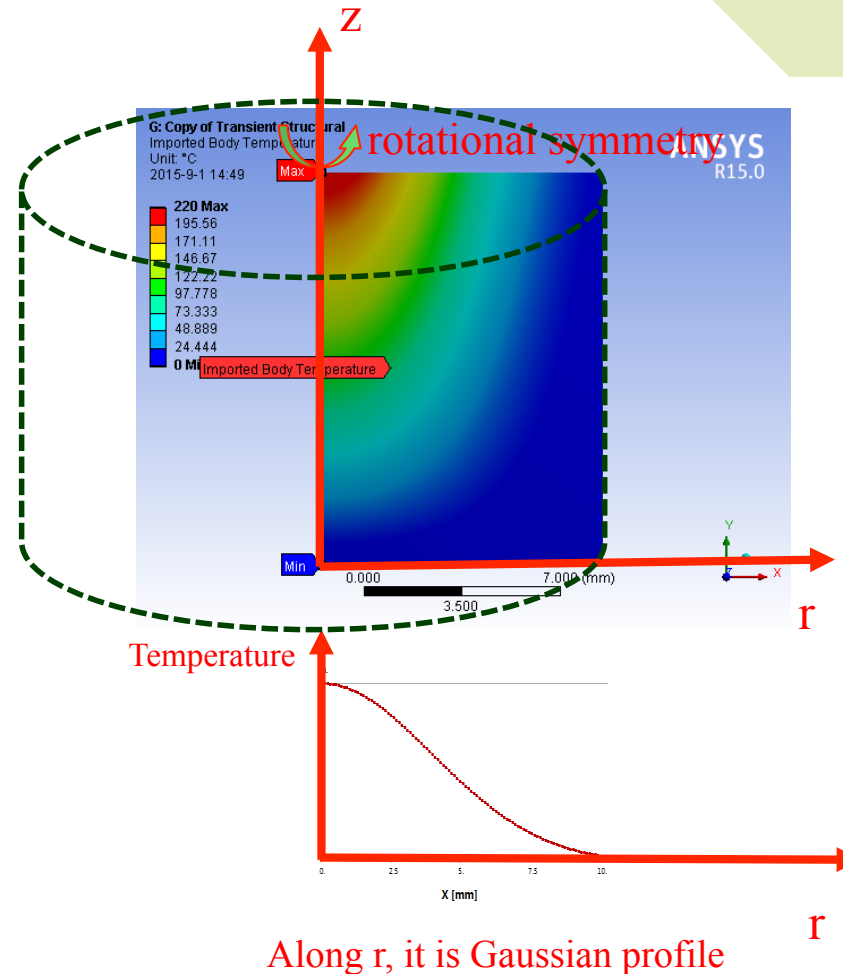 z
G: Copy of Transient Structural
Imported Body Temperatur
Unit: °C
2015-9-1 14:49
rotational symmetry
ANSYS
R15.0
Max
220 Max
195.56
171.11
146.67
122.22
97.778
73.333
48.889
24.444
0 Mi
Imported Body Temperature
Min
0.000
7.000 (mm)
3.500
Y
Z
X
r
Temperature
0.
2.5
5.
7.5
10.
X [mm]
r
Along r, it is Gaussian profile